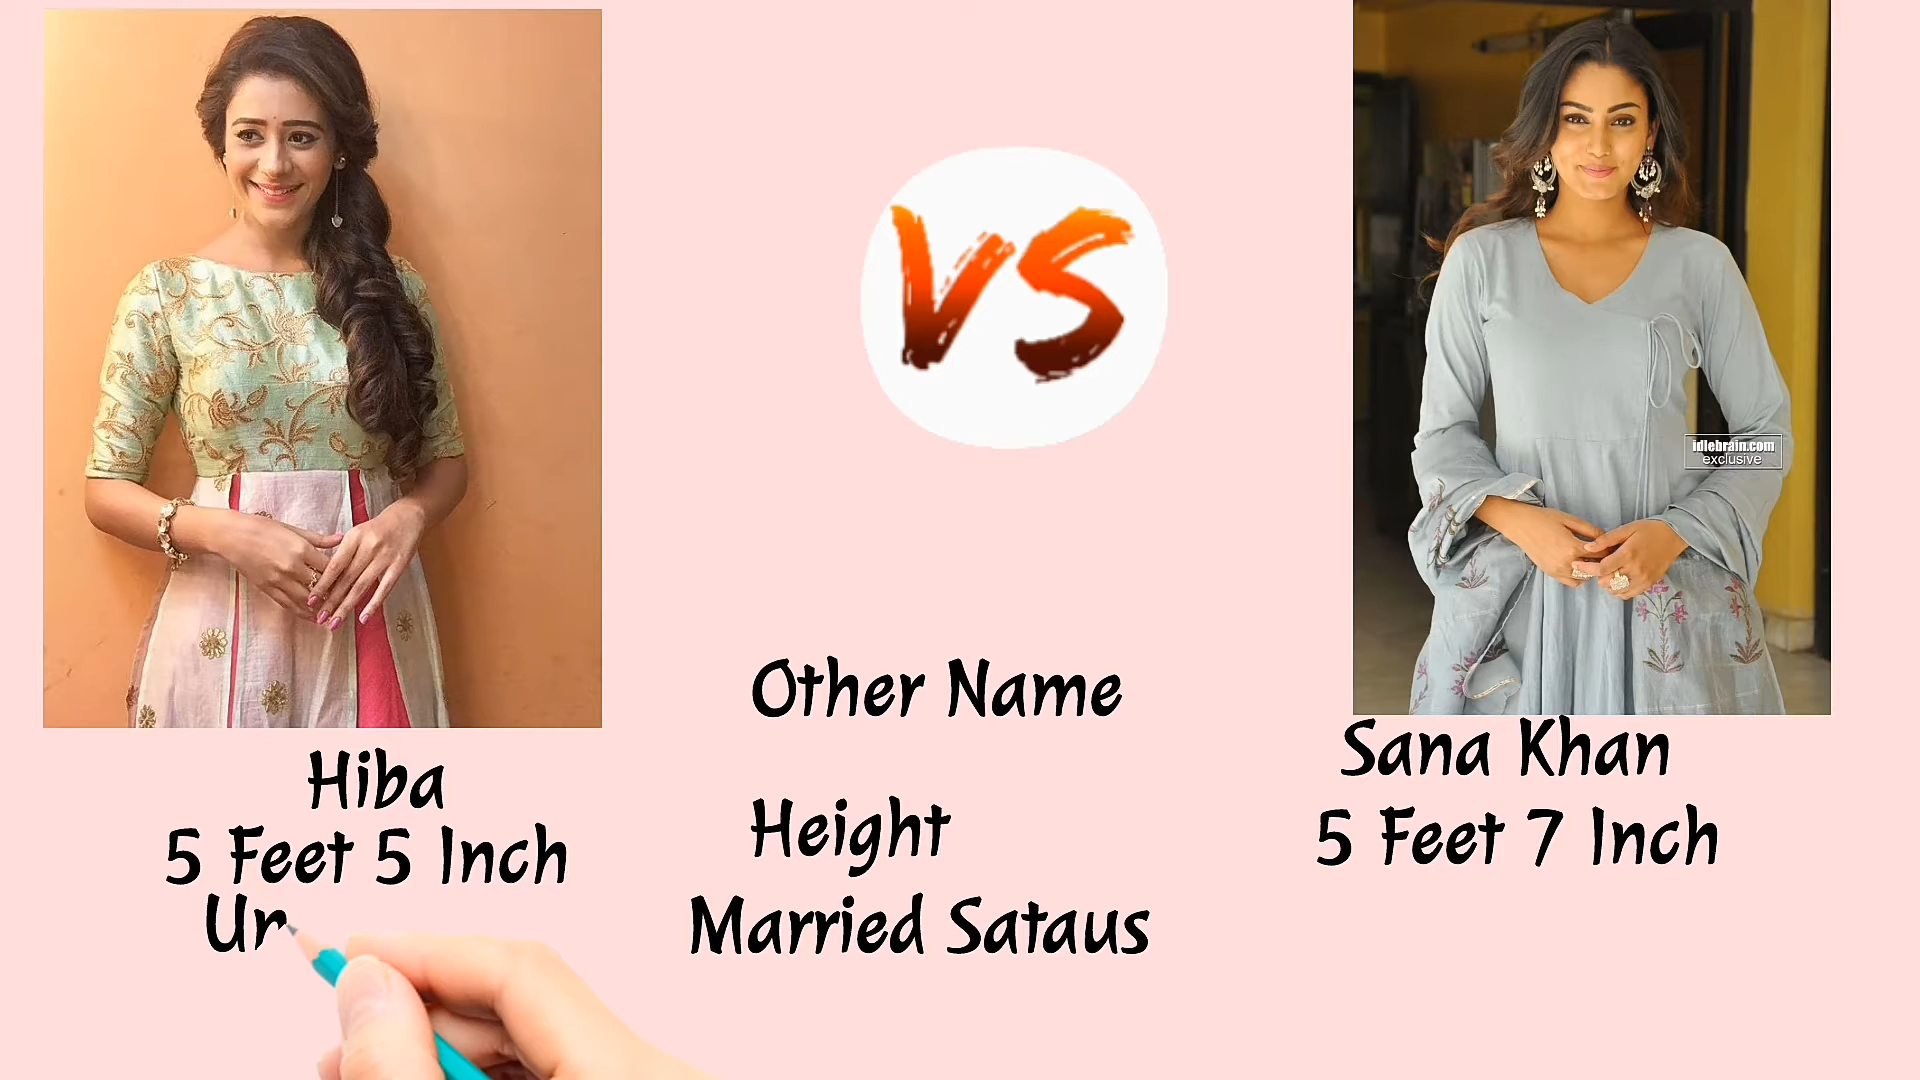 VS
idlebrain.com
exclusive
Other Name
Hiba
Sana Khan
Height
5 Feet 5 Inch
5 Feet 7 Inch
Married Sataus
Un